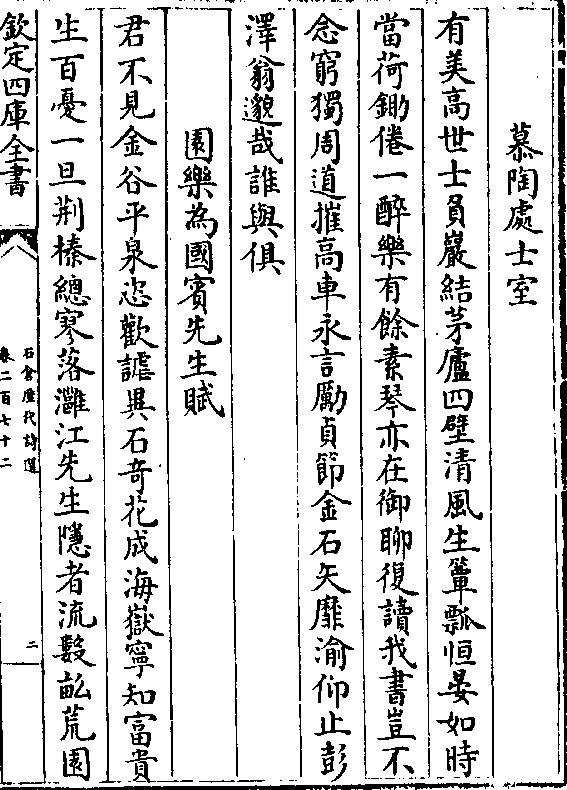 慕陶處士室
有美高世士負巖結茅廬四壁清風生簞瓢恒晏如時
當荷鋤倦一醉樂有餘素琴亦在御聊復讀我書豈不
念窮獨周道摧高車永言勵貞節金石矢靡渝仰止彭
澤翁邈哉誰與俱
園樂為國賓先生賦
君不見金谷平泉恣歡謔異石奇花成海嶽寧知富貴
生百憂一旦荆榛總寥落灕江先生隱者流數畝荒園
欽定四庫全書
石倉歷代詩選
卷二百七十二
二